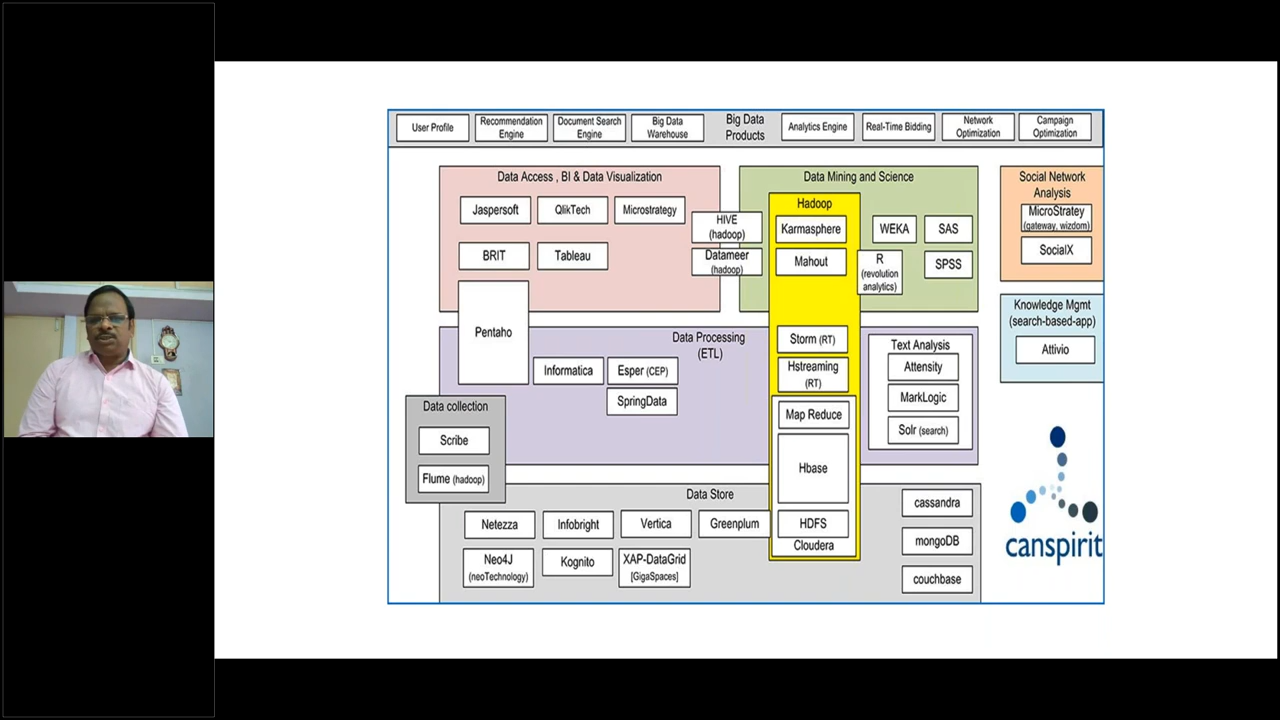 User Profile
Recommendation
Engine
Document Search
Engine
Big Data
Warehouse
Big Data
Products
Analytics Engine
Real-Time Bidding
Network
Optimization
Campaign
Optimization
Data Access , BI & Data Visualization
Jaspersoft
QlikTech
Microstrategy
BRIT
Tableau
HIVE
(hadoop)
Datameer
(hadoop)
Data Mining and Science
Hadoop
Karmasphere
Mahout
WEKA
SAS
R
(revolution
analytics)
SPSS
Social Network
Analysis
MicroStratey
(gateway, wizdom)
SocialX
Knowledge Mgmt
(search-based-app)
Attivio
Pentaho
Data Processing
(ETL)
Informatica
Esper (CEP)
SpringData
Storm (RT)
Hstreaming
(RT)
Map Reduce
Hbase
HDFS
Cloudera
Text Analysis
Attensity
MarkLogic
Solr (search)
Data collection
Scribe
Flume (hadoop)
Data Store
Netezza
Infobright
Vertica
Greenplum
Neo4J
(neoTechnology)
Kognito
XAP-DataGrid
[GigaSpaces]
cassandra
mongoDB
couchbase
canspirit